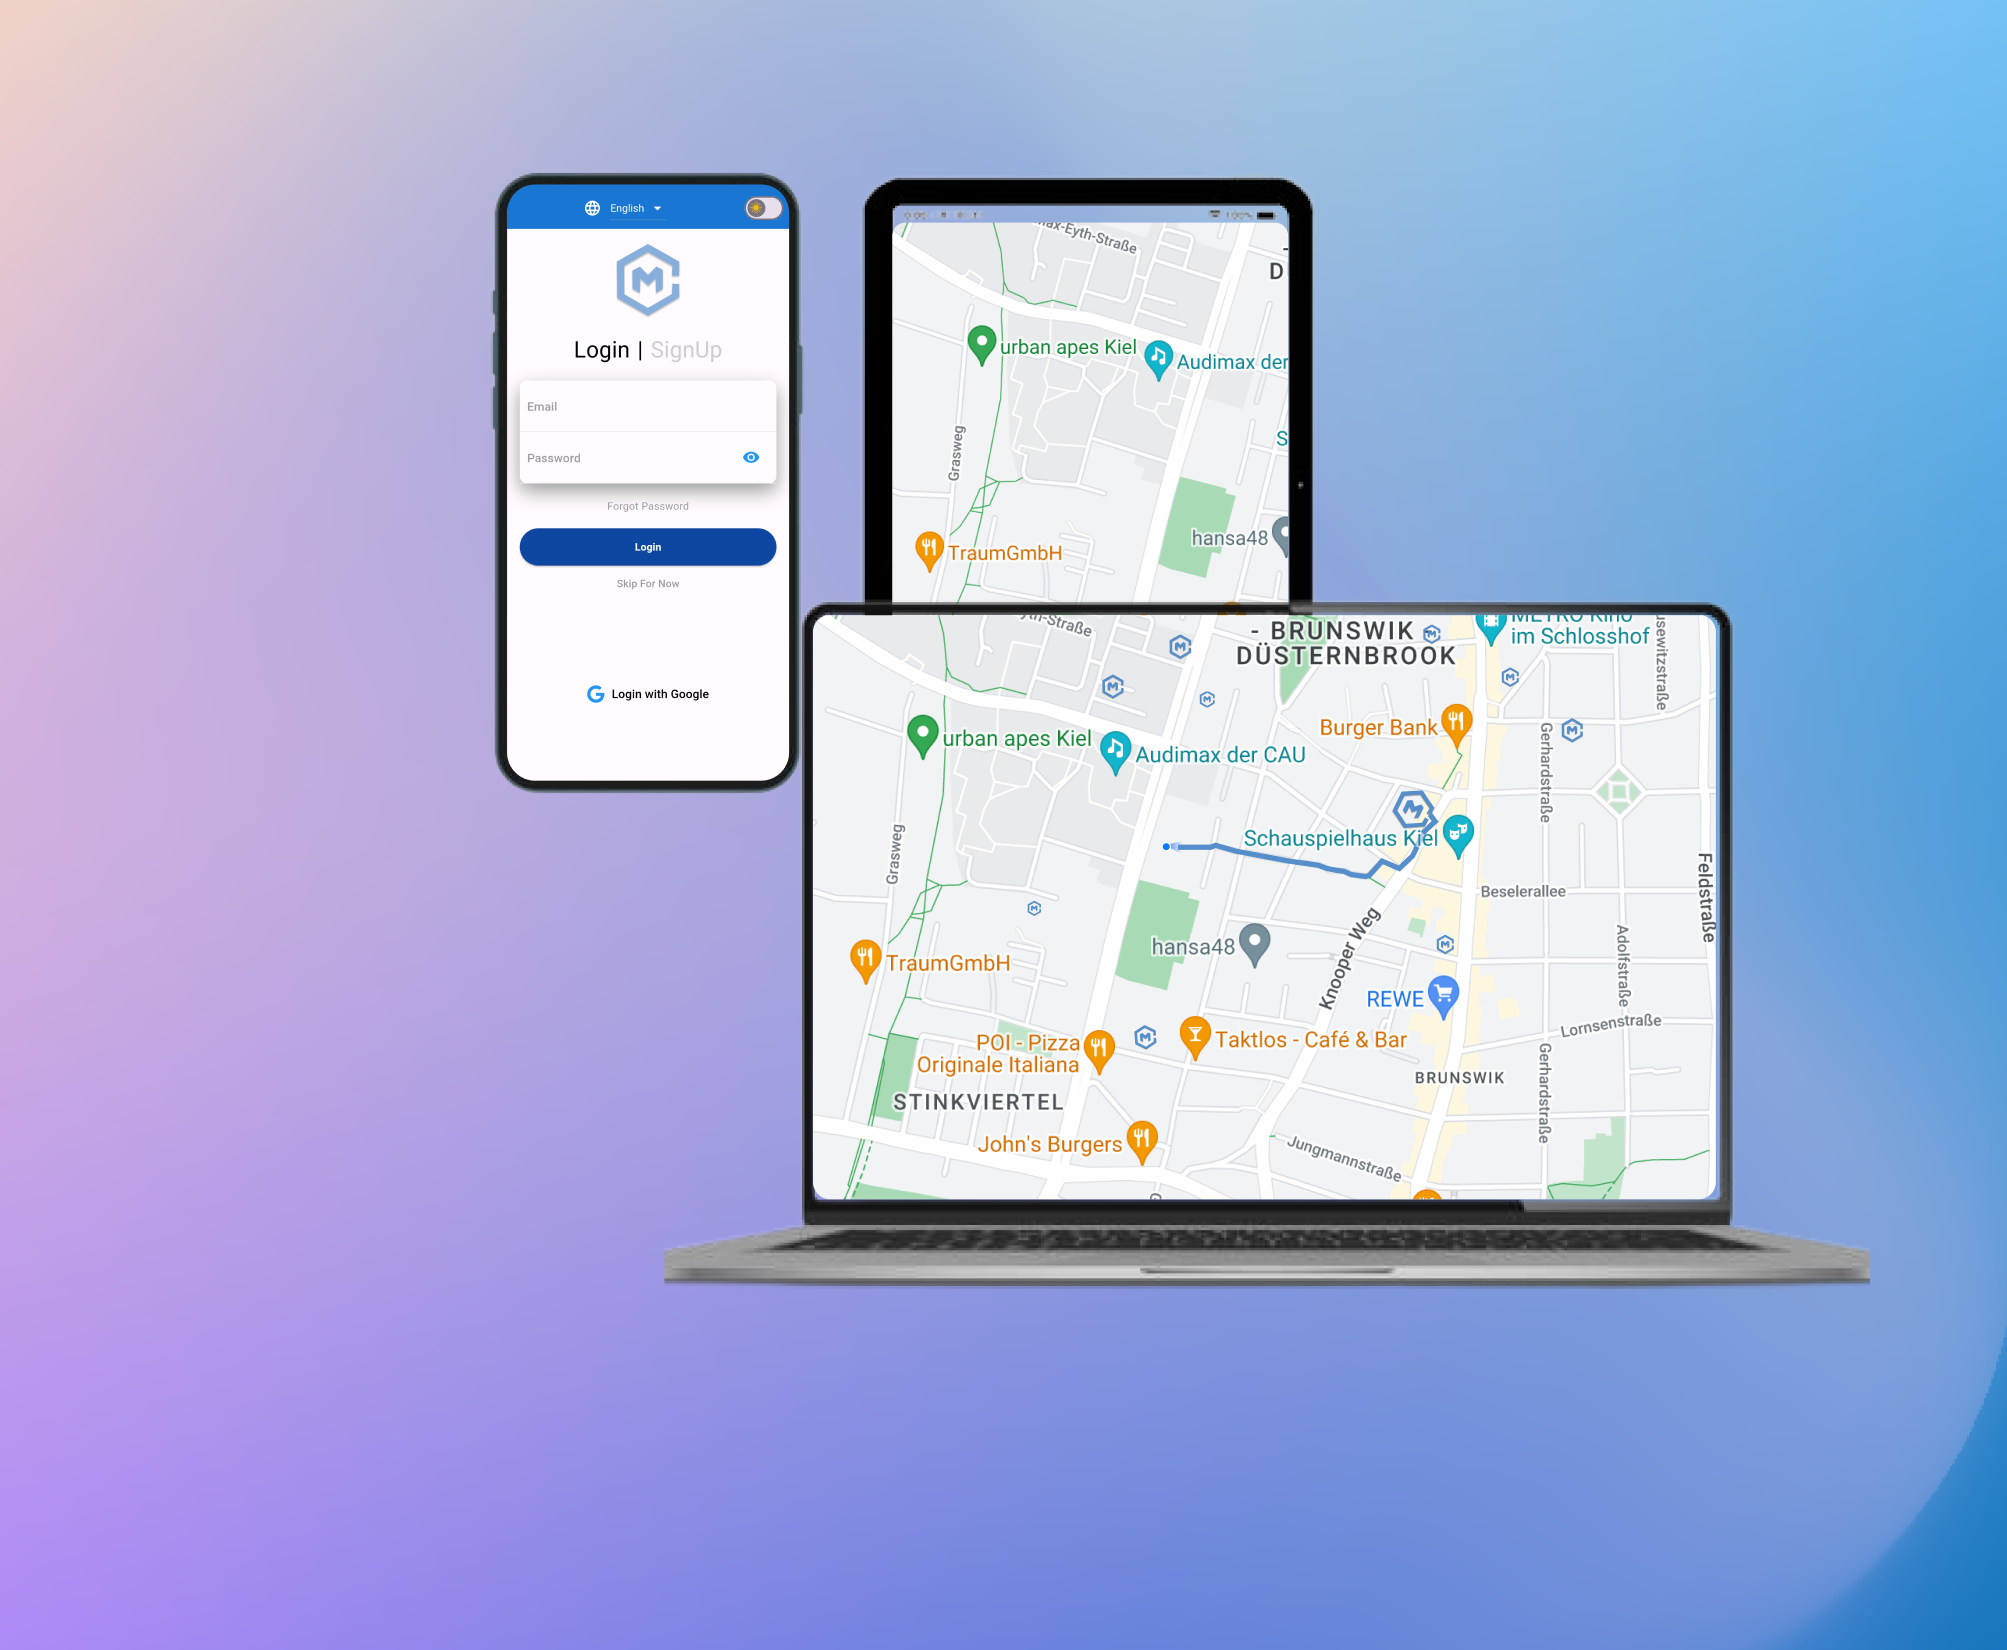 English
Login | SignUp
Email
Password
Forgot Password
Login
Skip For Now
Login with Google
ax-Eyth-Straße
D
urban apes Kiel
Audimax der
Grasweg
S
hansa48
TraumGmbH
yth-Straße
- BRUNSWIK
DÜSTERNBROOK
METRO Kino
im Schlosshof
usewitzstraße
Burger Bank
urban apes Kiel
Audimax der CAU
Gerhardstraße
Schauspielhaus Kiel
Grasweg
Beselerallee
Feldstraße
Knooper Weg
hansa48
Adolfstraße
TraumGmbH
REWE
Lornsenstraße
POI - Pizza
Originale Italiana
Taktlos - Café & Bar
BRUNSWIK
STINKVIERTEL
Gerhardstraße
John's Burgers
Jungmannstraße